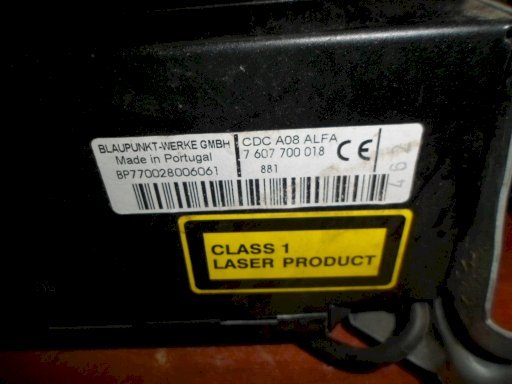 BLAUPUNKT-WERKE GMBH
Made in Portugal
BP770028006061
CDC A08 ALFA
7 607 700 018
881
CE
462
CLASS 1
LASER PRODUCT